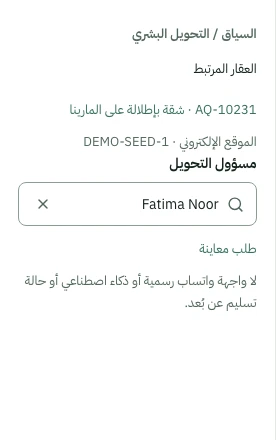 السياق / التحويل البشري
العقار المرتبط
AQ-10231 · شقة بإطلالة على المارينا
الموقع الإلكتروني · DEMO-SEED-1
مسؤول التحويل
Fatima Noor
طلب معاينة
لا واجهة واتساب رسمية أو ذكاء اصطناعي أو حالة
تسليم عن بُعد.